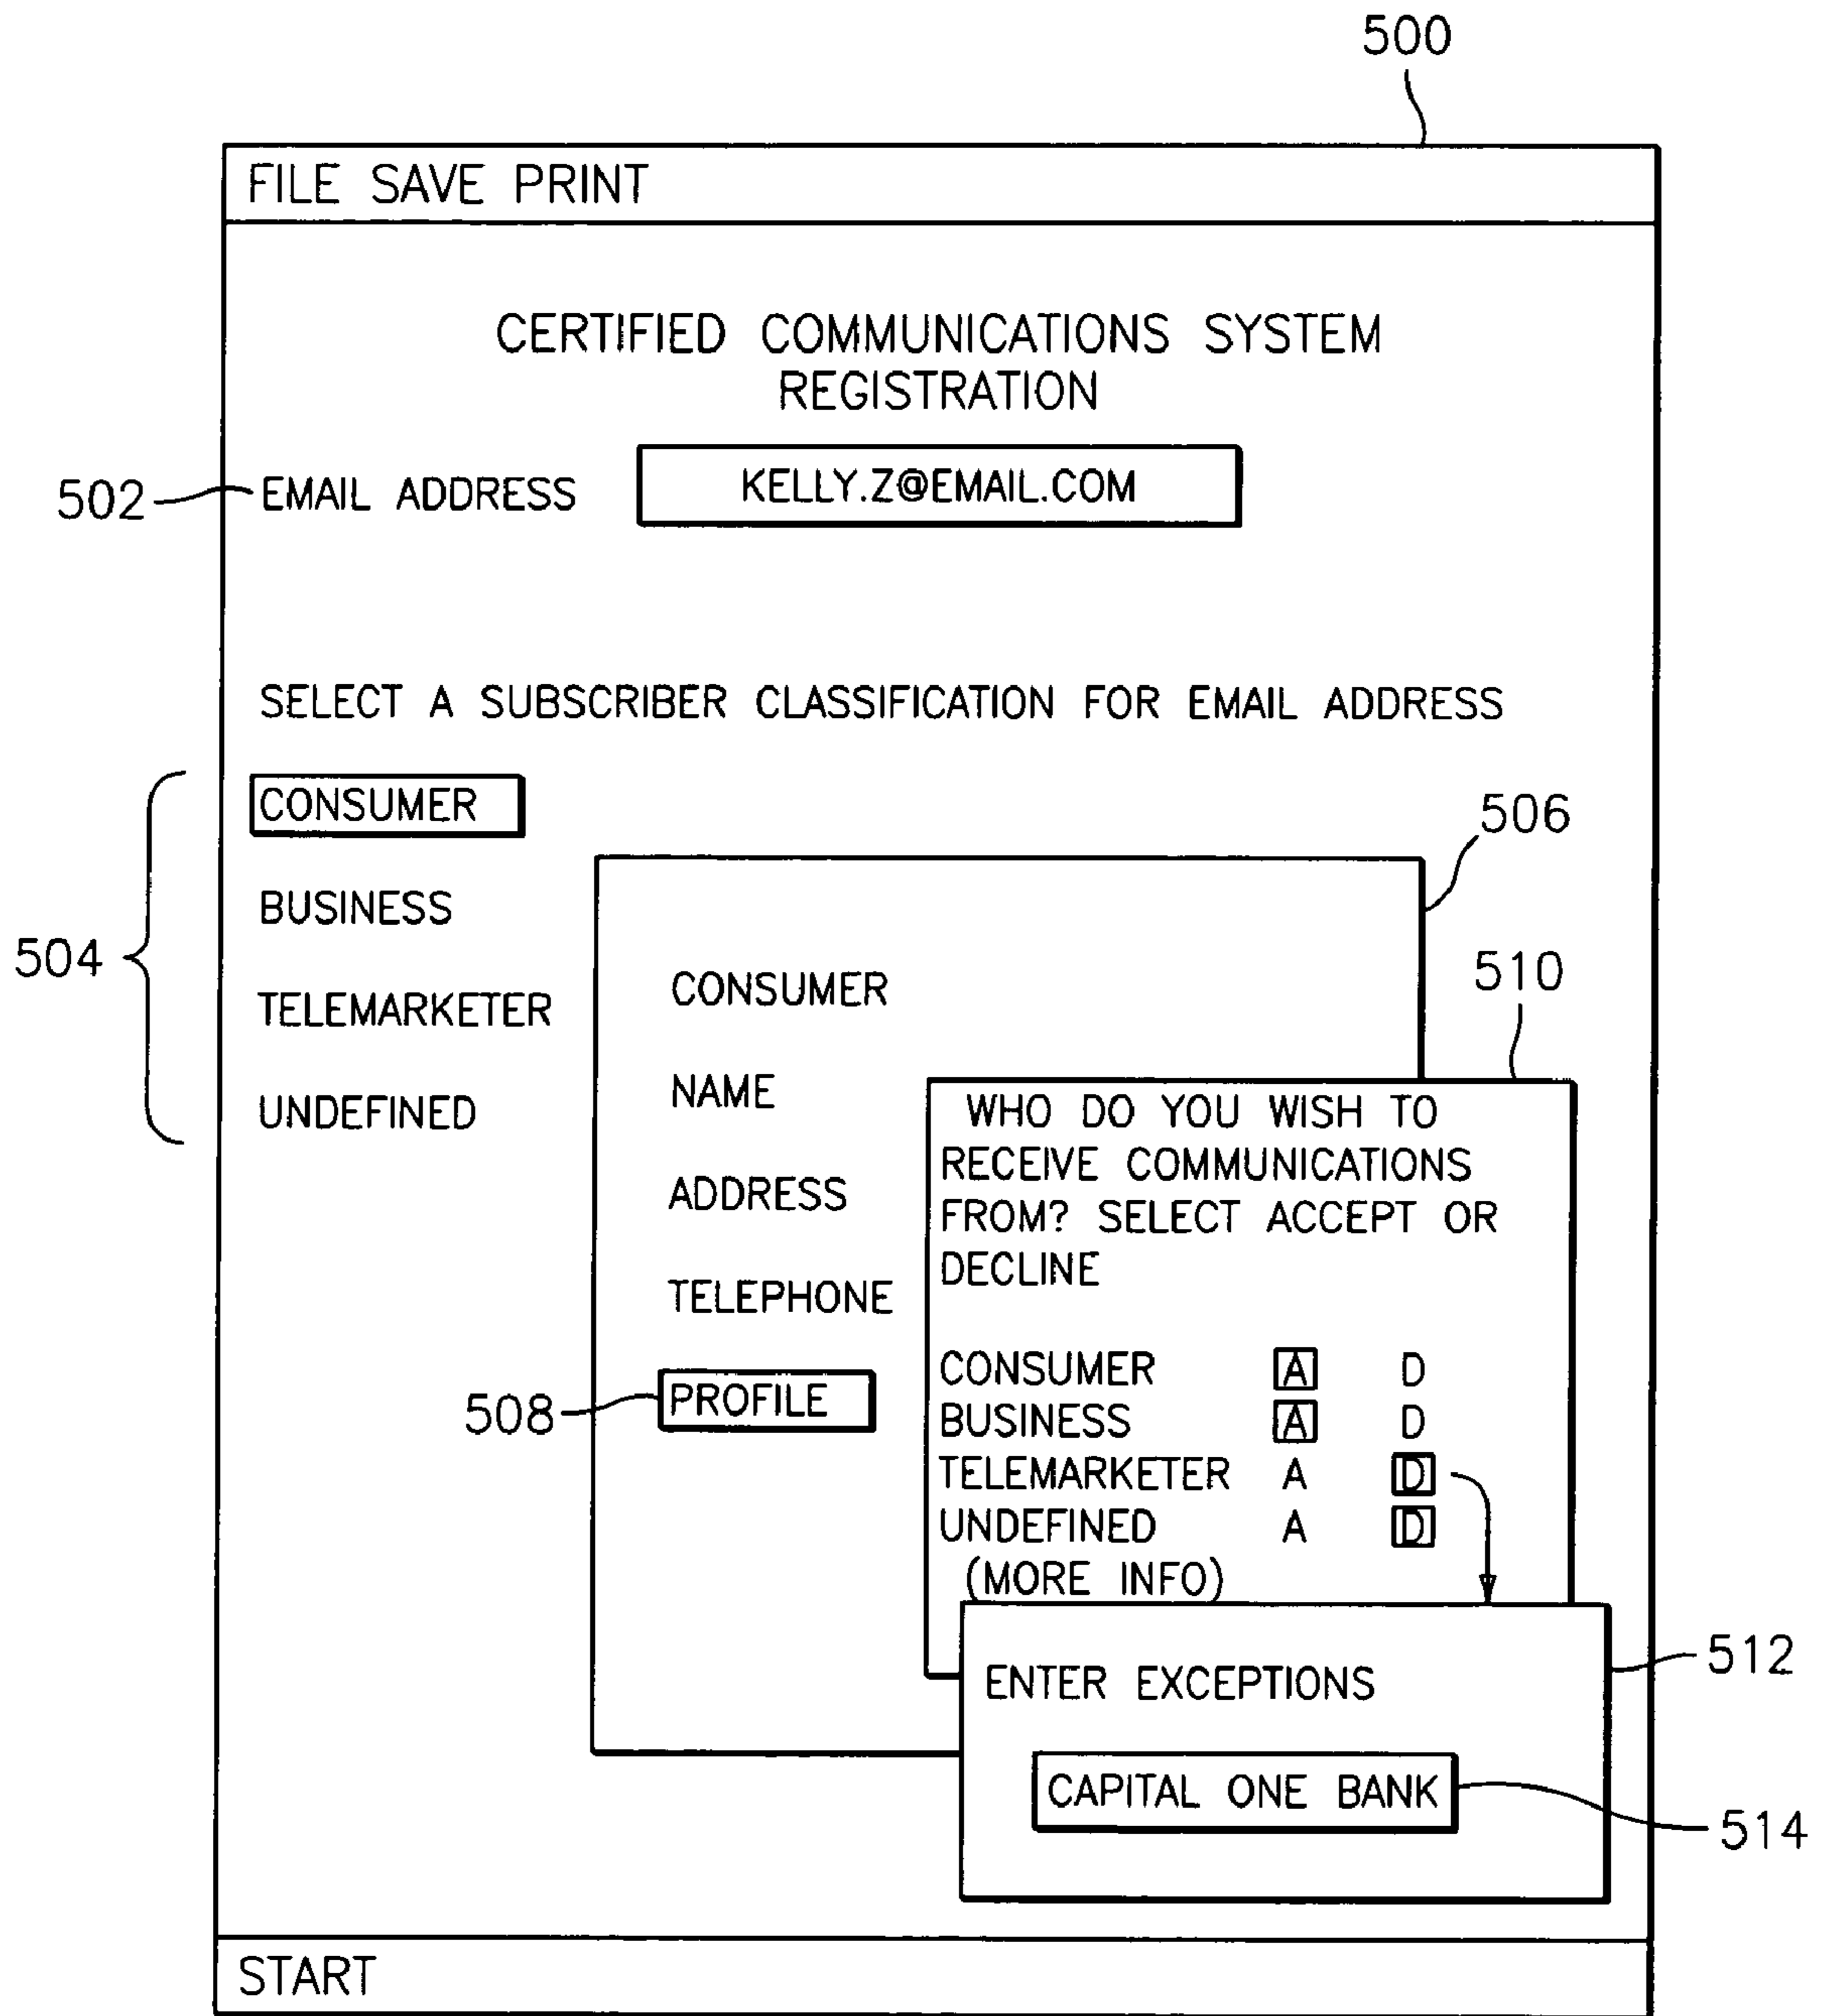 500
FILE SAVE PRINT
CERTIFIED COMMUNICATIONS SYSTEM
REGISTRATION
502
EMAIL ADDRESS
KELLY.Z@EMAIL.COM
SELECT A SUBSCRIBER CLASSIFICATION FOR EMAIL ADDRESS
504
CONSUMER
BUSINESS
TELEMARKETER
UNDEFINED
506
CONSUMER
NAME
ADDRESS
TELEPHONE
508
PROFILE
510
WHO DO YOU WISH TO
RECEIVE COMMUNICATIONS
FROM? SELECT ACCEPT OR
DECLINE
CONSUMER A D
BUSINESS A D
TELEMARKETER A D
UNDEFINED A D
(MORE INFO)
512
ENTER EXCEPTIONS
CAPITAL ONE BANK
514
START